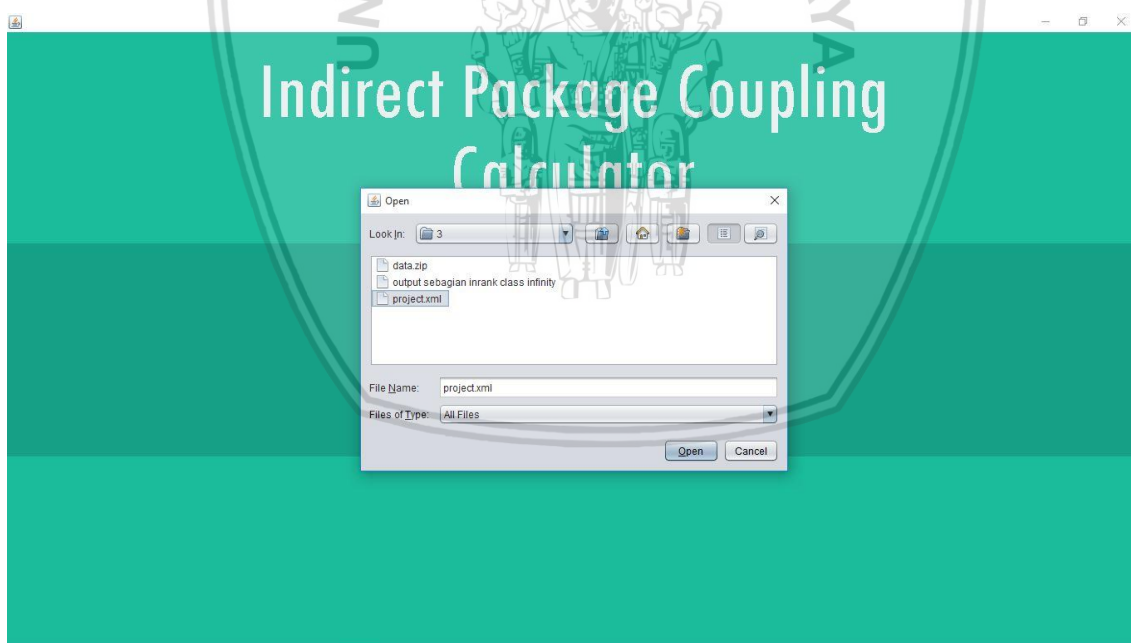 Indirect Package Coupling
Calculator
Open
Look In: 3
data.zip
output sebagian inrank class infinity
project.xml
File Name: project.xml
Files of Type: All Files
Open Cancel